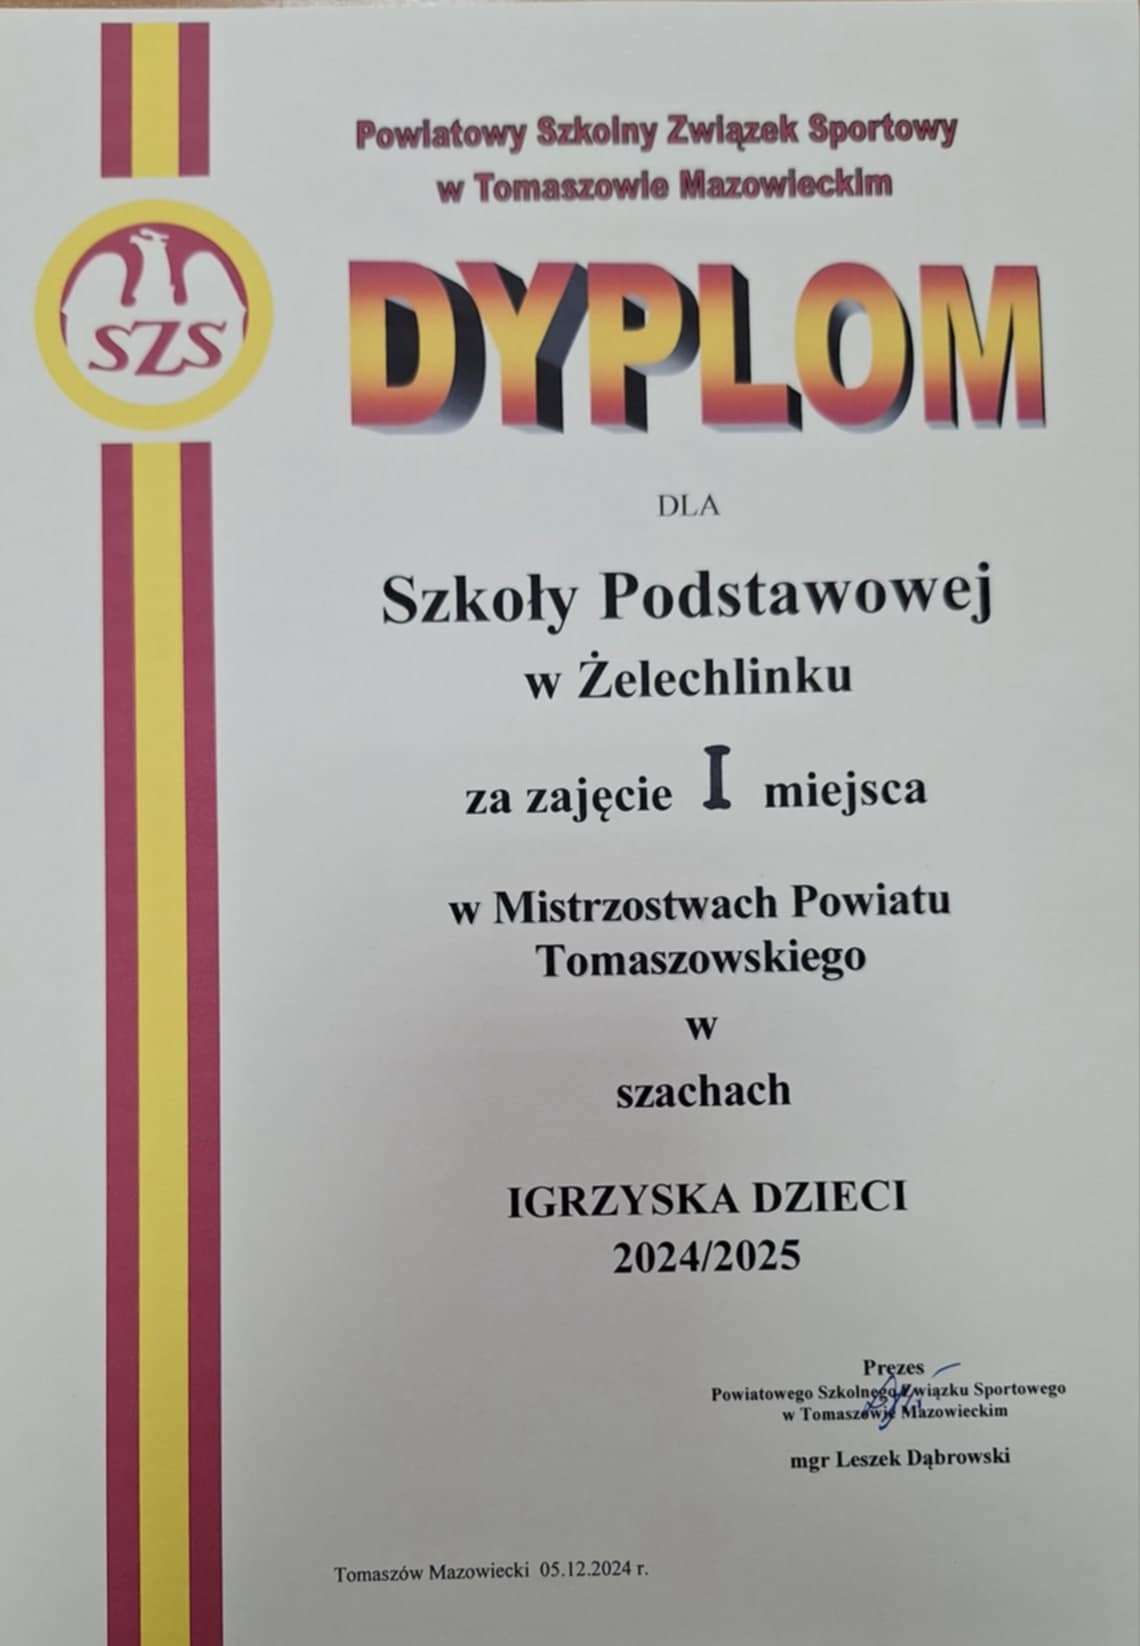 Powiatowy Szkolny Związek Sportowy
w Tomaszowie Mazowieckim
SZS
DYPLOM
DLA
Szkoły Podstawowej
w Żelechlinku
za zajęcie I miejsca
w Mistrzostwach Powiatu
Tomaszowskiego
w
szachach
IGRZYSKA DZIECI
2024/2025
Prezes
Powiatowego Szkolnego Związku Sportowego
w Tomaszowie Mazowieckim
mgr Leszek Dąbrowski
Tomaszów Mazowiecki 05.12.2024 r.